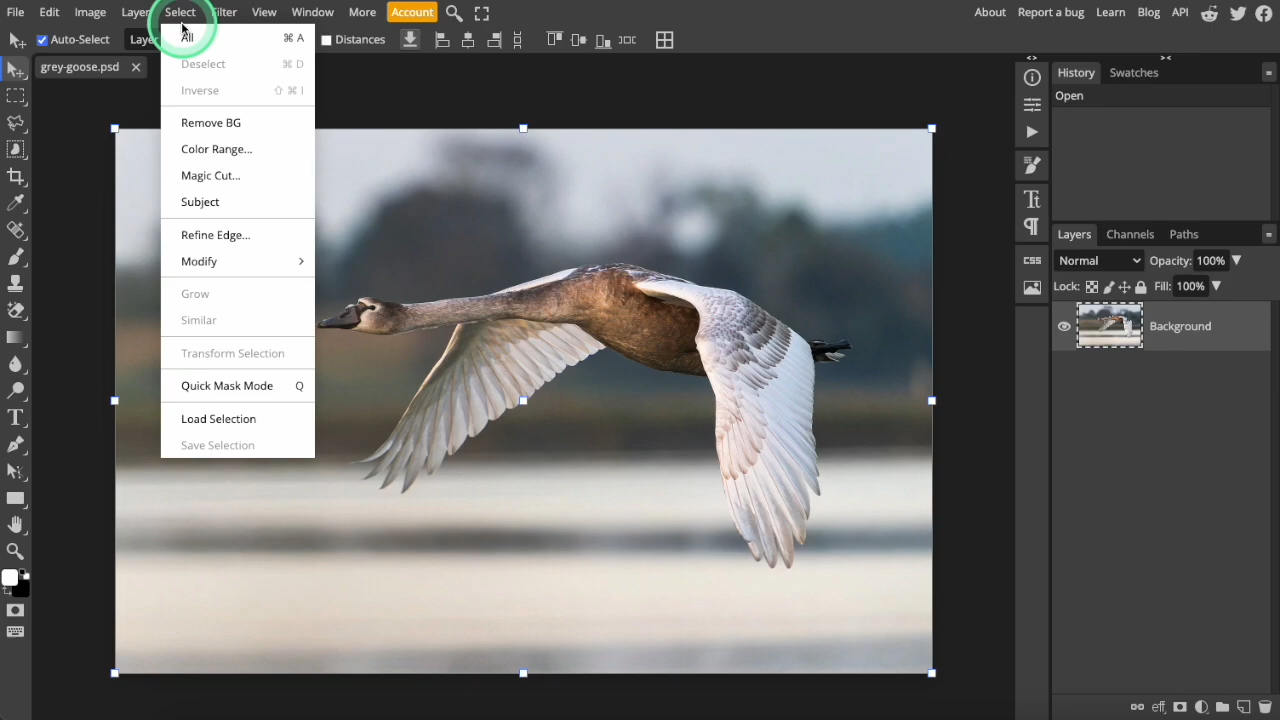 File Edit Image Layer Select Filter View Window More Account About Report a bug Learn Blog API
Auto-Select Layer Distances
grey-goose.psd
All ⌘ A
Deselect ⌘ D
Inverse ⇧ ⌘ I
Remove BG
Color Range...
Magic Cut...
Subject
Refine Edge...
Modify
Grow
Similar
Transform Selection
Quick Mask Mode Q
Load Selection
Save Selection
History Swatches
Open
Layers Channels Paths
Normal Opacity: 100%
Lock: Fill: 100%
Background
CSS
eff